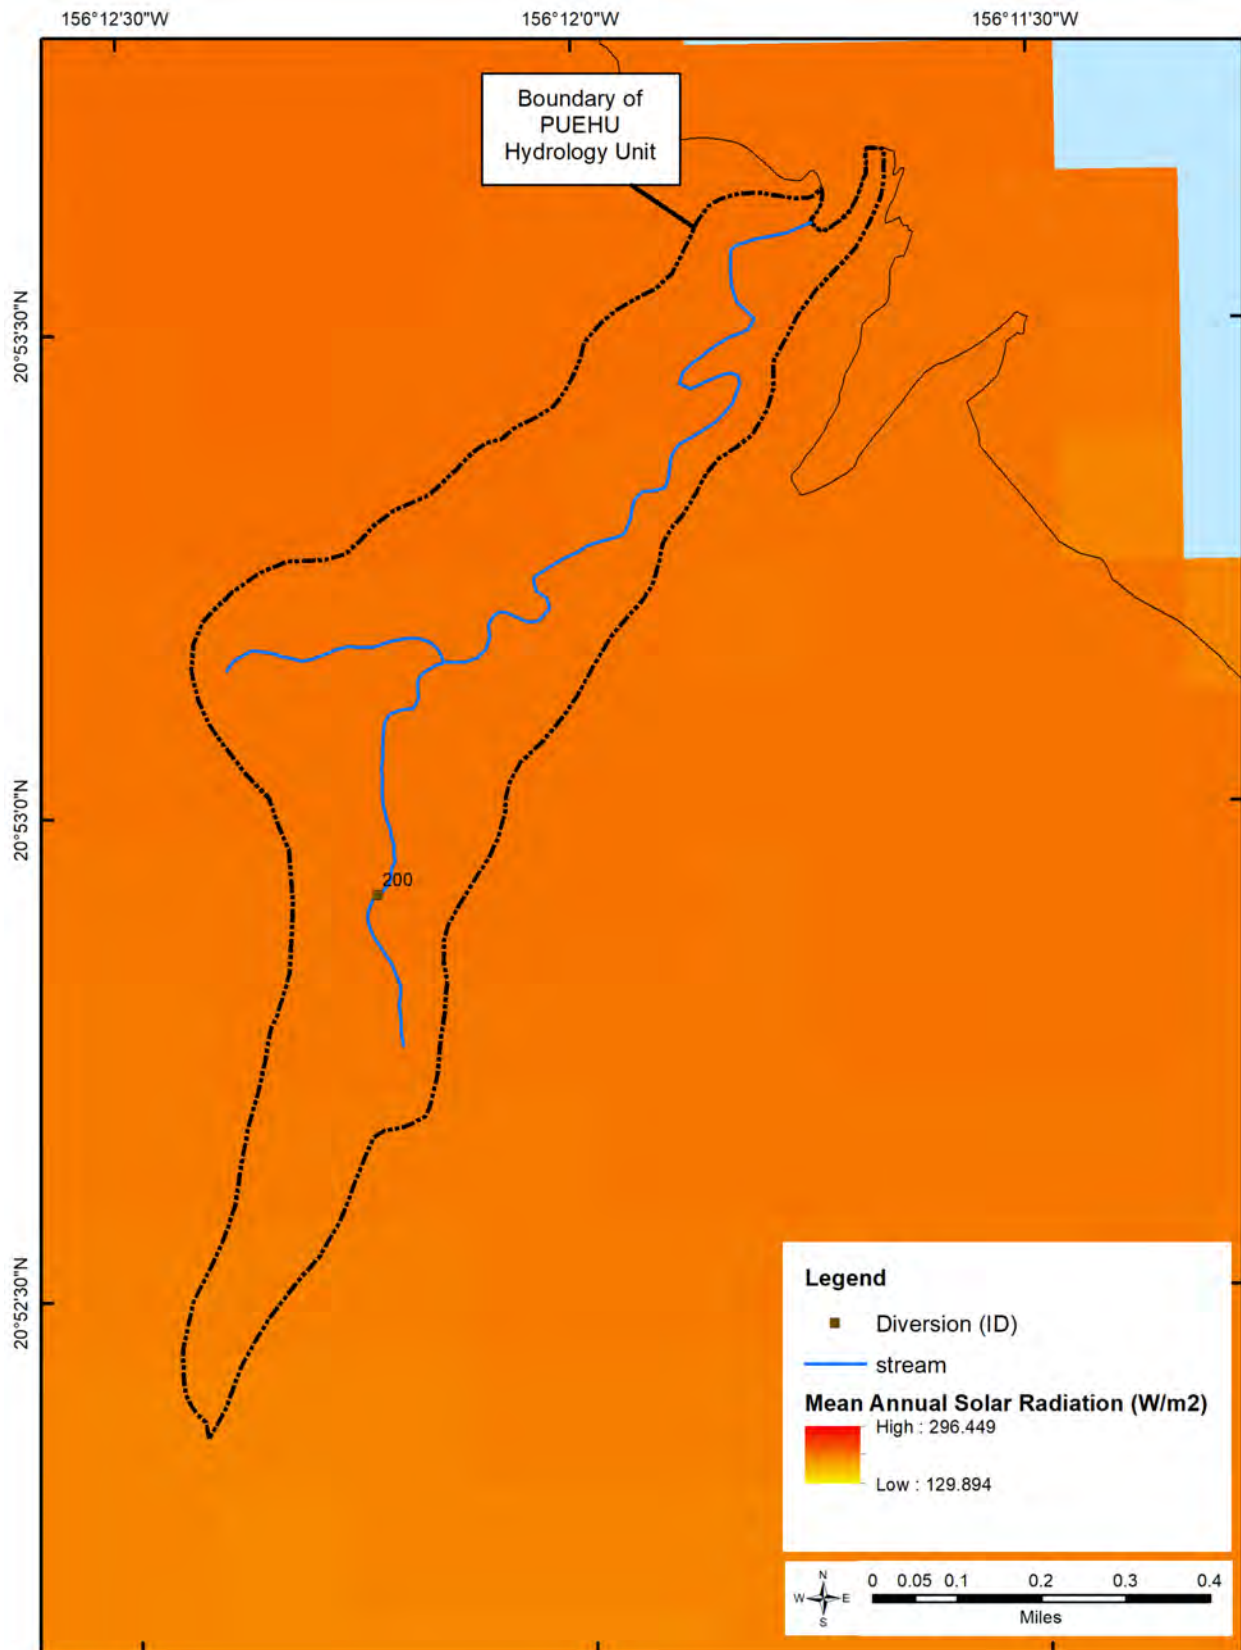 156°12'30"W
156°12'0"W
156°11'30"W
Boundary of
PUEHU
Hydrology Unit
20°53'30"N
20°53'0"N
200
20°52'30"N
Legend
Diversion (ID)
stream
Mean Annual Solar Radiation (W/m2)
High : 296.449
Low : 129.894
N
W E
S
0 0.05 0.1 0.2 0.3 0.4
Miles